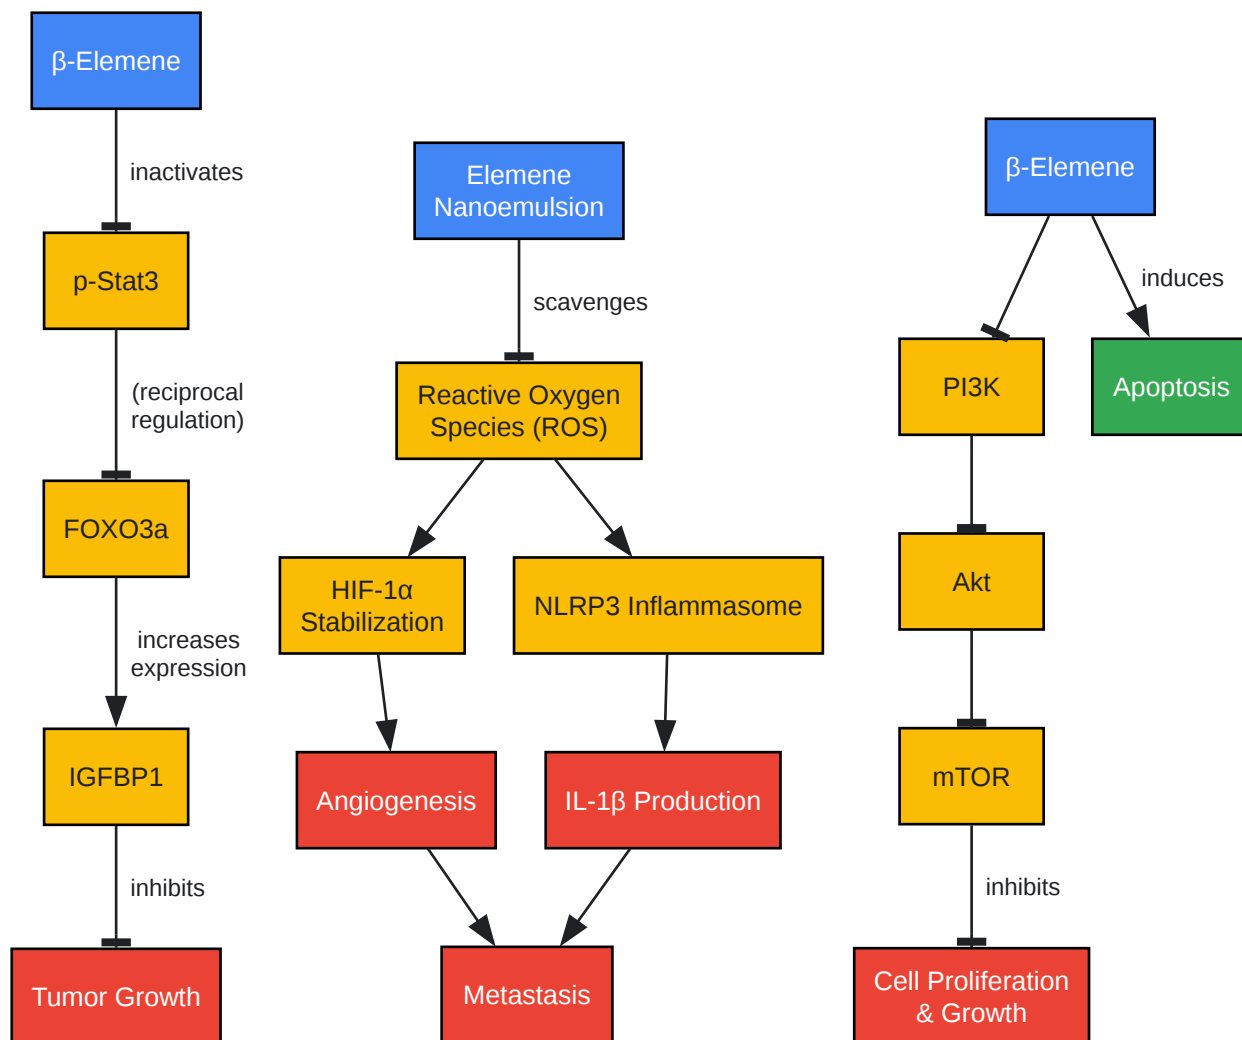 β-Elemene
inactivates
p-Stat3
(reciprocal
regulation)
FOXO3a
increases
expression
IGFBP1
inhibits
Tumor Growth
Elemene
Nanoemulsion
scavenges
Reactive Oxygen
Species (ROS)
HIF-1α
Stabilization
NLRP3 Inflammasome
Angiogenesis
IL-1β Production
Metastasis
β-Elemene
induces
PI3K
Apoptosis
Akt
mTOR
inhibits
Cell Proliferation
& Growth